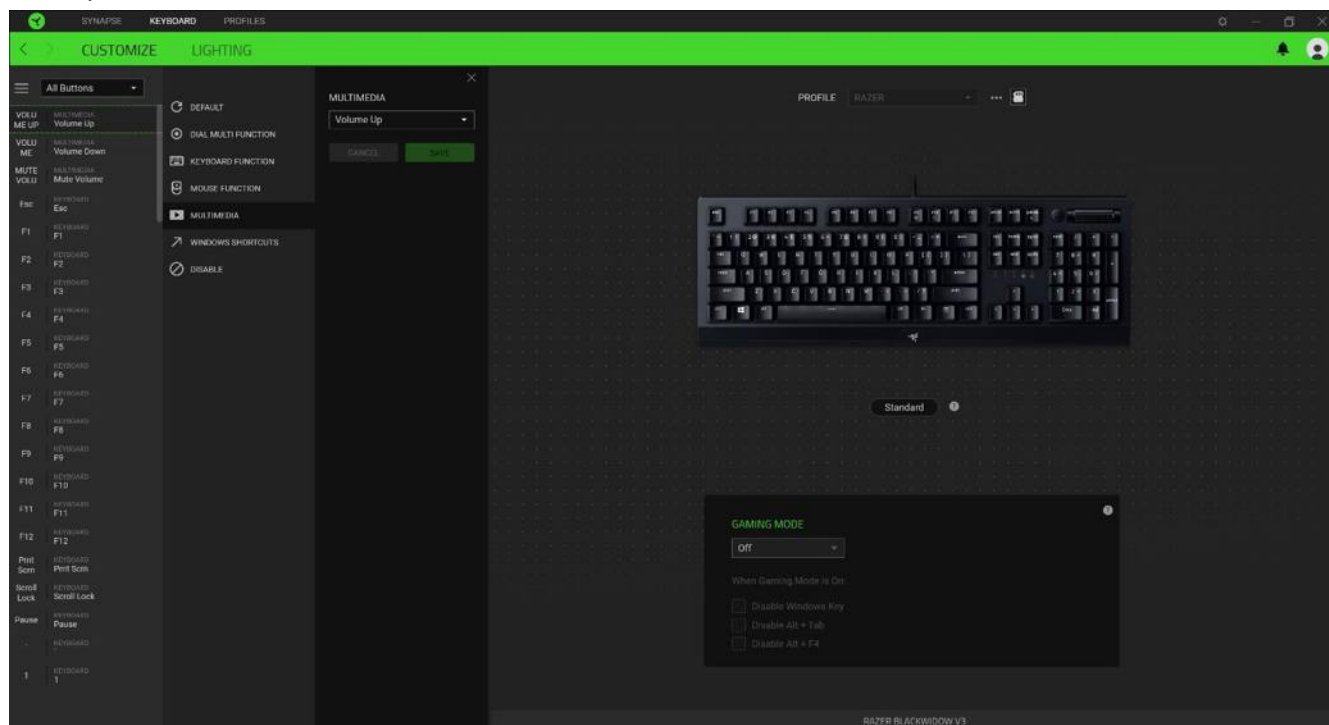 SYNAPSE KEYBOARD PROFILES
CUSTOMIZE LIGHTING
All Buttons
PROFILE RAZER
VOLU
ME UP
MULTIMEDIA
Volume Up
VOLU
ME
MULTIMEDIA
Volume Down
MUTE
VOLU
MULTIMEDIA
Mute Volume
Esc
KEYBOARD
Esc
F1
KEYBOARD
F1
F2
KEYBOARD
F2
F3
KEYBOARD
F3
F4
KEYBOARD
F4
F5
KEYBOARD
F5
F6
KEYBOARD
F6
F7
KEYBOARD
F7
F8
KEYBOARD
F8
F9
KEYBOARD
F9
F10
KEYBOARD
F10
F11
KEYBOARD
F11
F12
KEYBOARD
F12
Prnt
Scrn
KEYBOARD
Prnt Scrn
Scroll
Lock
KEYBOARD
Scroll Lock
Pause
KEYBOARD
Pause
KEYBOARD
1
KEYBOARD
1
DEFAULT
DIAL MULTI FUNCTION
KEYBOARD FUNCTION
MOUSE FUNCTION
MULTIMEDIA
WINDOWS SHORTCUTS
DISABLE
MULTIMEDIA
Volume Up
CANCEL SAVE
Standard
GAMING MODE
Off
When Gaming Mode is On:
Disable Windows Key
Disable Alt + Tab
Disable Alt + F4
RAZER BLACKWIDOW V3